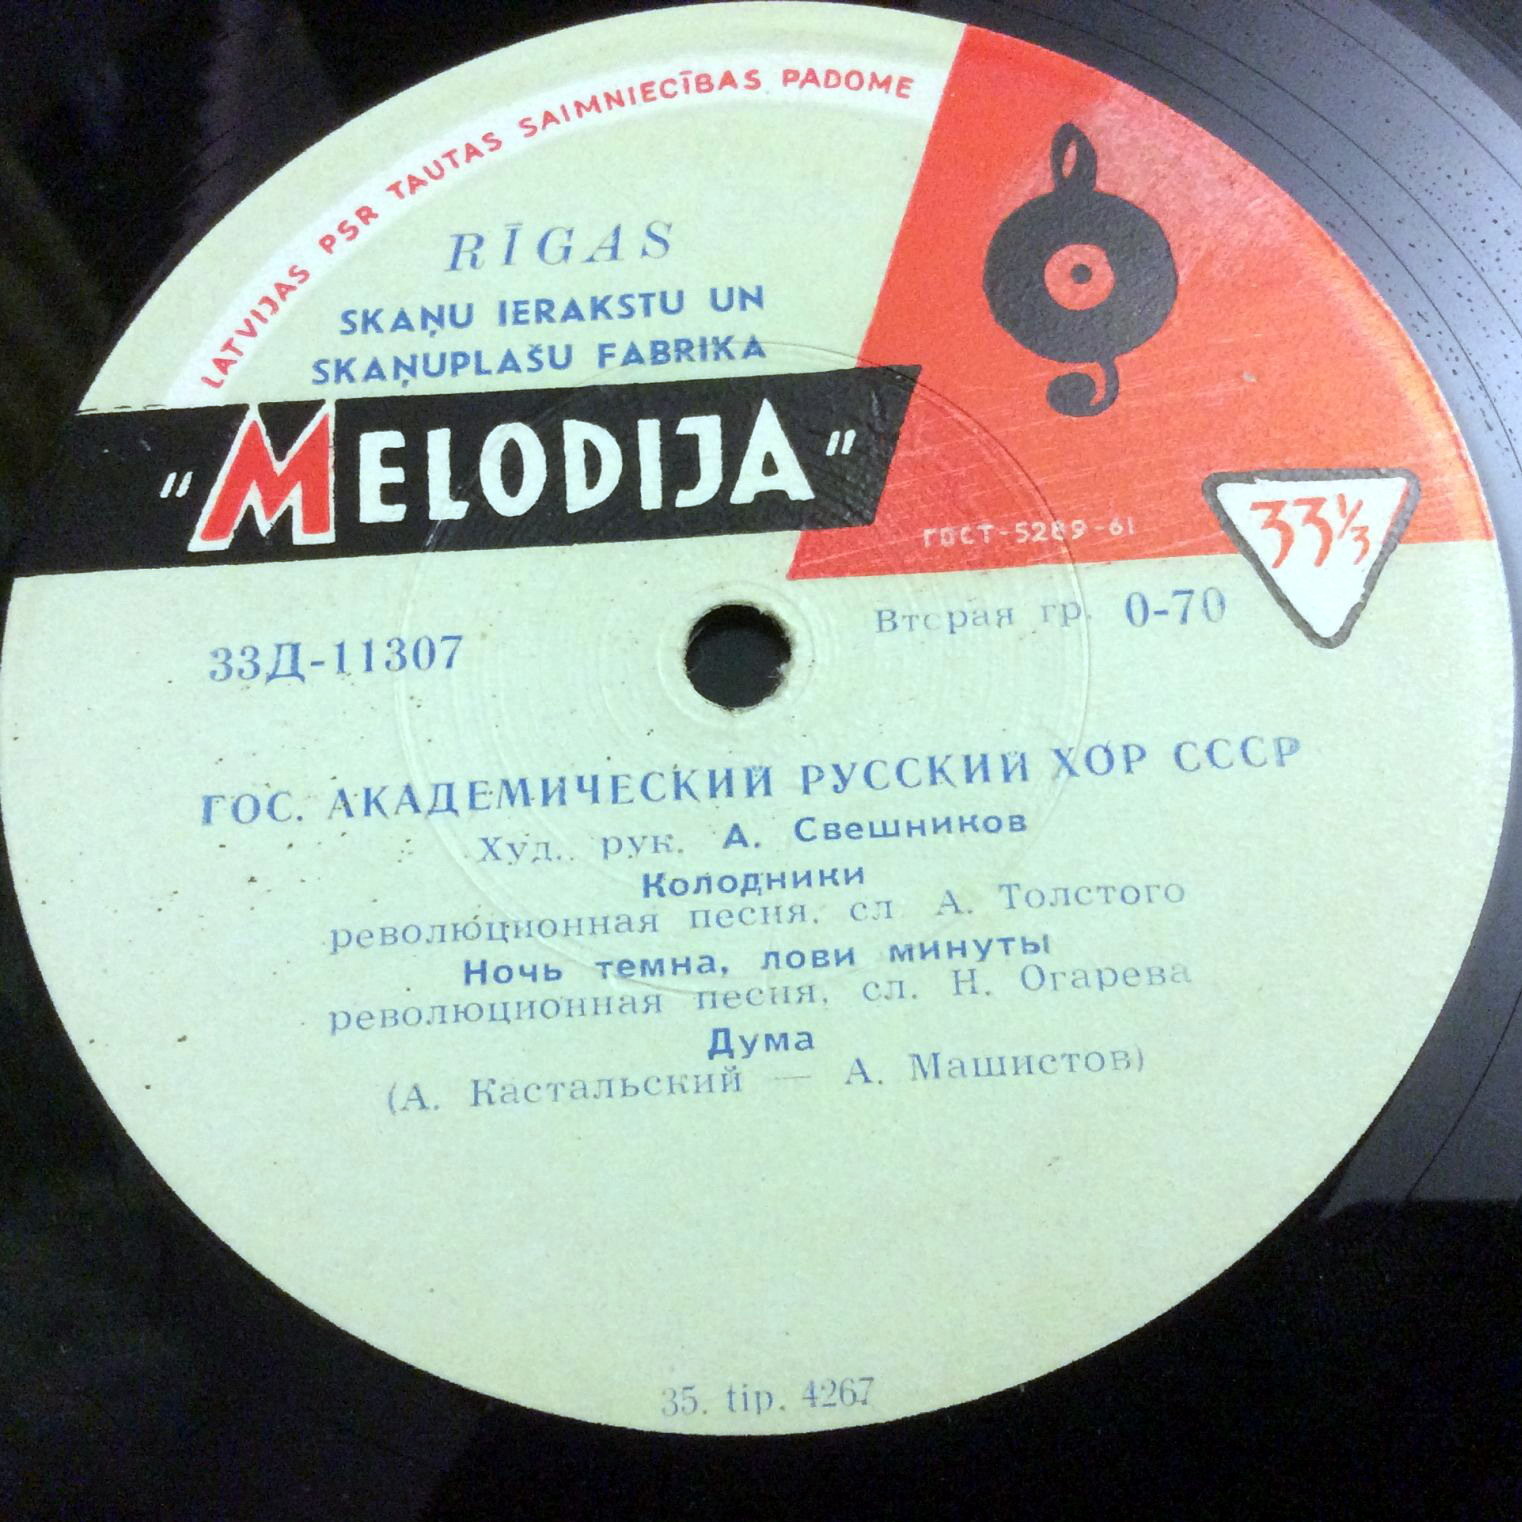 LATVIJAS PSR TAUTAS SAIMNIECĪBAS PADOME
RĪGAS
SKAŅU IERAKSTU UN
SKAŅUPLAŠU FABRIKA
"MELODIJA"
ГОСТ-5289-61
33⅓
33Д-11307
Вторая гр. 0-70
ГОС. АКАДЕМИЧЕСКИЙ РУССКИЙ ХОР СССР
Худ. рук. А. Свешников
Колодники
революционная песня, сл. А. Толстого
Ночь темна, лови минуты
революционная песня, сл. Н. Огарева
Дума
(А. Кастальский — А. Машистов)
35. tip. 4267